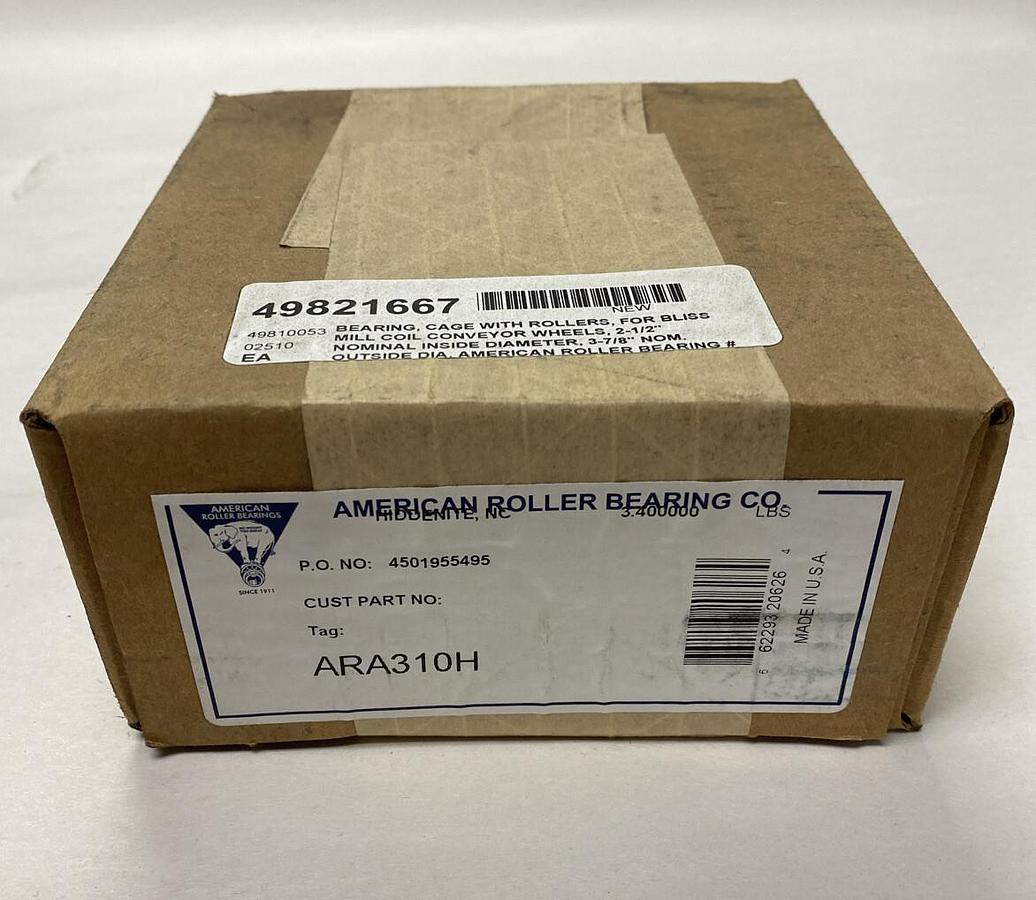 49821667
NEW
49810053 BEARING, CAGE WITH ROLLERS, FOR BLISS
02510 MILL COIL CONVEYOR WHEELS, 2-1/2"
EA NOMINAL INSIDE DIAMETER, 3-7/8" NOM.
OUTSIDE DIA. AMERICAN ROLLER BEARING #
AMERICAN
ROLLER BEARINGS
SINCE 1911
AMERICAN ROLLER BEARING CO.
HIDDENITE, NC 3.400000 LBS
P.O. NO: 4501955495
CUST PART NO:
Tag:
ARA310H
6 62293 20626 4
MADE IN U.S.A.